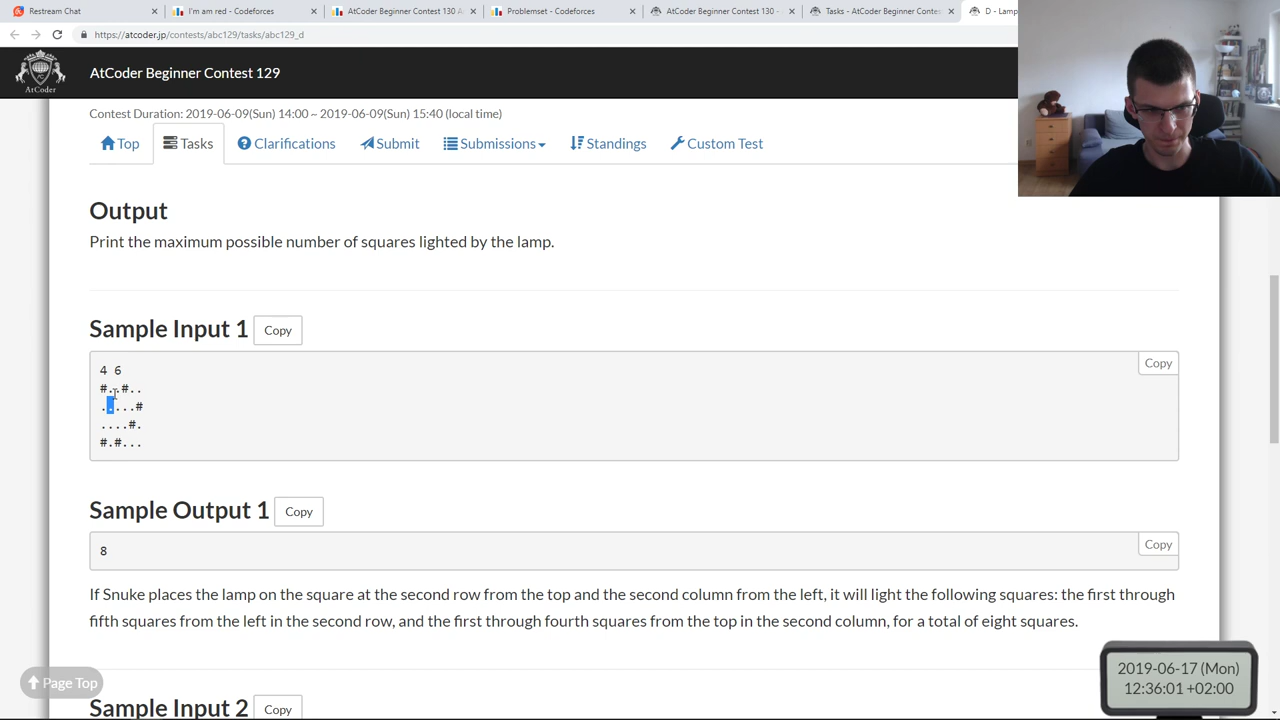 Restream Chat
I'm am red - Codeforces
AtCoder Beginner Contest 130 A
Problemset - Codeforces
AtCoder Beginner Contest 130 -
Tasks - AtCoder Beginner Contes
D - Lamp
https://atcoder.jp/contests/abc129/tasks/abc129_d
AtCoder
AtCoder Beginner Contest 129
Contest Duration: 2019-06-09(Sun) 14:00 ~ 2019-06-09(Sun) 15:40 (local time)
Top
Tasks
Clarifications
Submit
Submissions
Standings
Custom Test
Output
Print the maximum possible number of squares lighted by the lamp.
Sample Input 1
Copy
Copy
4 6
#..#..
.....#
....#.
#.#...
Sample Output 1
Copy
Copy
8
If Snuke places the lamp on the square at the second row from the top and the second column from the left, it will light the following squares: the first through
fifth squares from the left in the second row, and the first through fourth squares from the top in the second column, for a total of eight squares.
Page Top
Sample Input 2
Copy
2019-06-17 (Mon)
12:36:01 +02:00